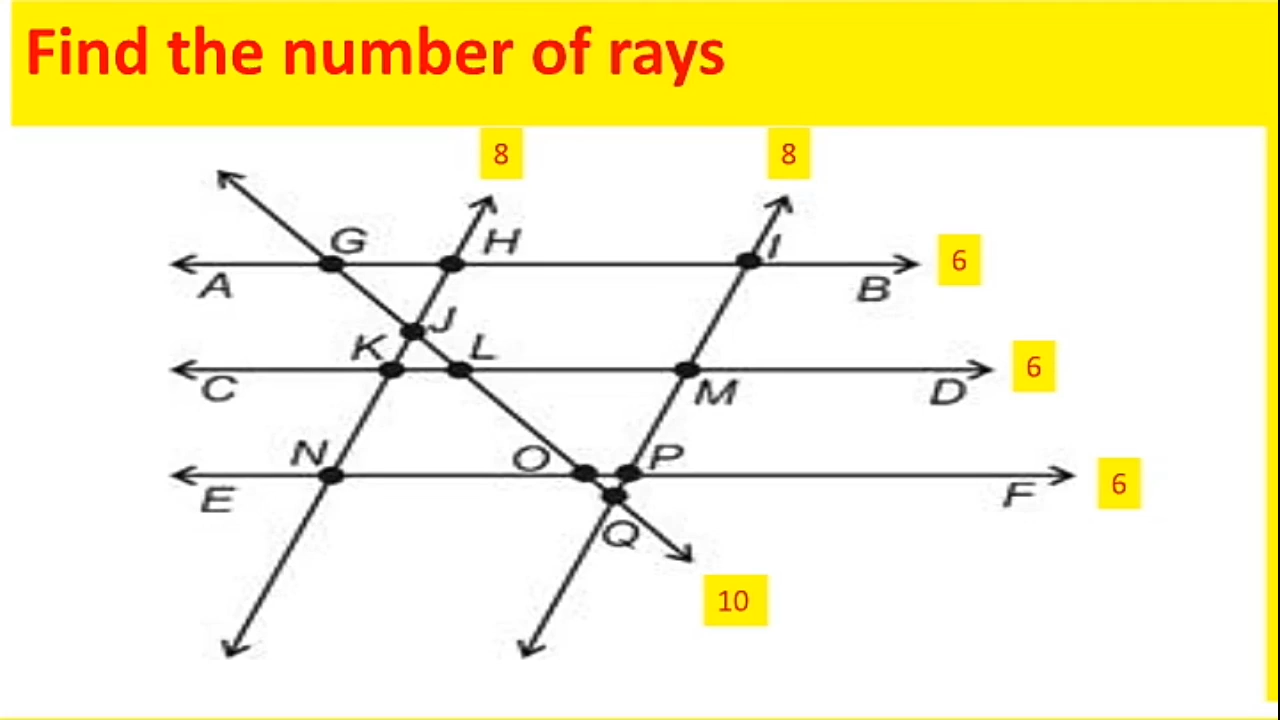 Find the number of rays
8 8
G H I
A B 6
J
K L
C M D 6
N O P
E F 6
Q
10